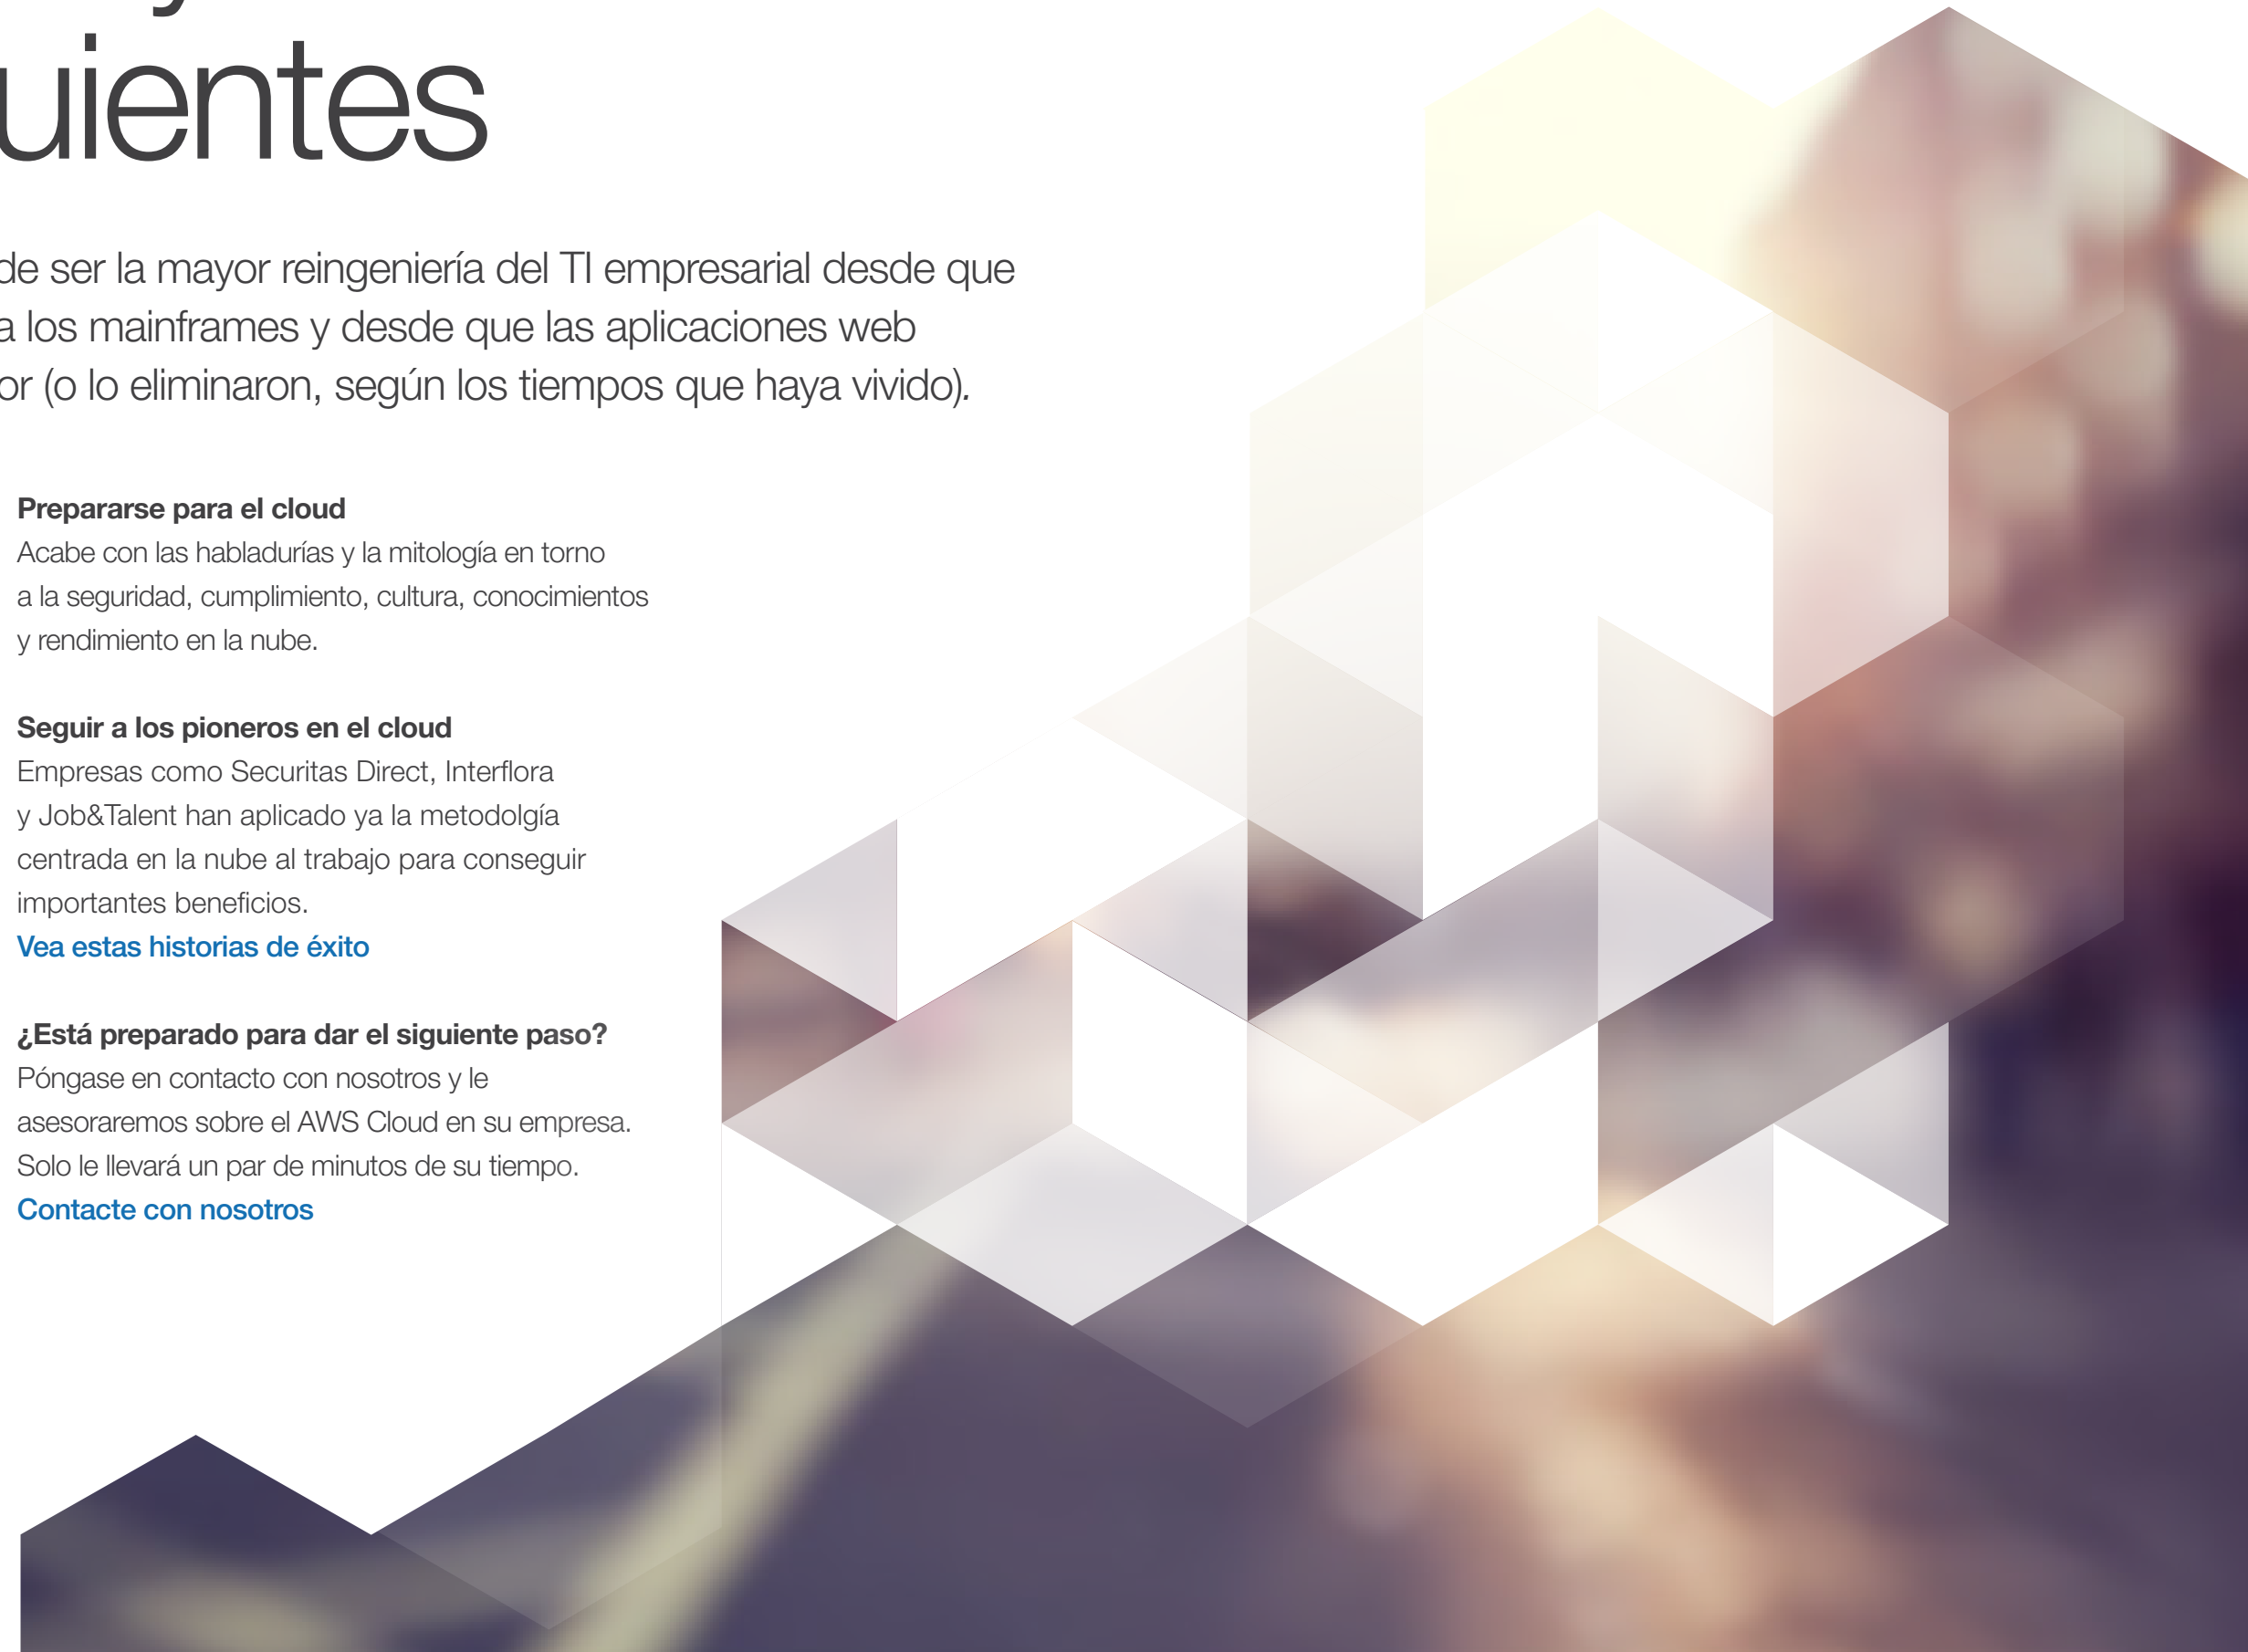 uientes
de ser la mayor reingeniería del TI empresarial desde que
a los mainframes y desde que las aplicaciones web
or (o lo eliminaron, según los tiempos que haya vivido).
Prepararse para el cloud
Acabe con las habladurías y la mitología en torno
a la seguridad, cumplimiento, cultura, conocimientos
y rendimiento en la nube.
Seguir a los pioneros en el cloud
Empresas como Securitas Direct, Interflora
y Job&Talent han aplicado ya la metodolgía
centrada en la nube al trabajo para conseguir
importantes beneficios.
Vea estas historias de éxito
¿Está preparado para dar el siguiente paso?
Póngase en contacto con nosotros y le
asesoraremos sobre el AWS Cloud en su empresa.
Solo le llevará un par de minutos de su tiempo.
Contacte con nosotros